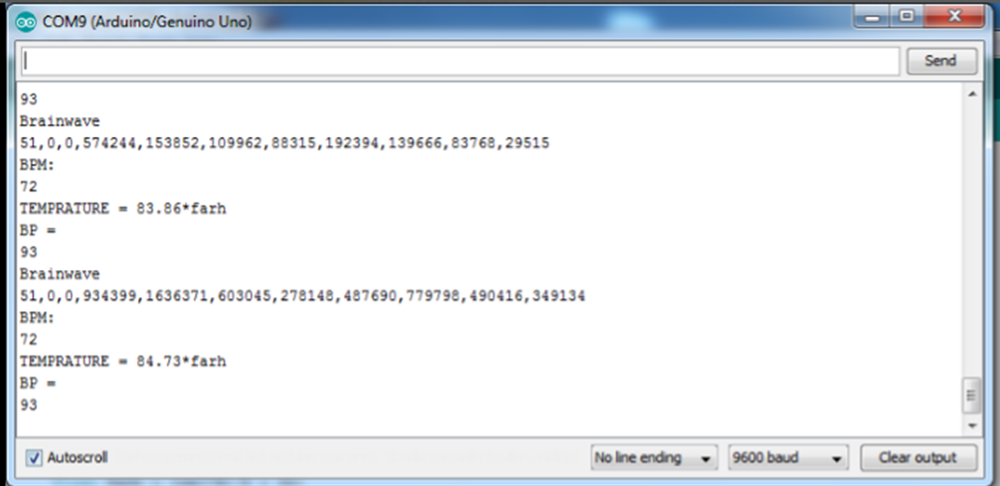 COM9 (Arduino/Genuino Uno)
Send
93
Brainwave
51,0,0,574244,153852,109962,88315,192394,139666,83768,29515
BPM:
72
TEMPRATURE = 83.86*farh
BP =
93
Brainwave
51,0,0,934399,1636371,603045,278148,487690,779798,490416,349134
BPM:
72
TEMPRATURE = 84.73*farh
BP =
93
Autoscroll
No line ending
9600 baud
Clear output